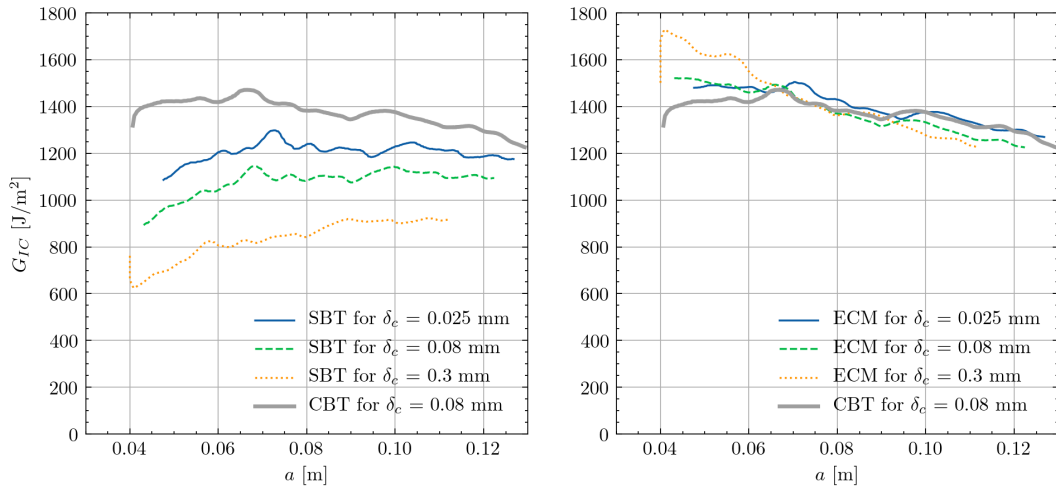 1800
1600
1400
1200
1000
800
600
400
200
0
G_{IC} [J/m²]
0.04 0.06 0.08 0.10 0.12
a [m]
SBT for δ_c = 0.025 mm
SBT for δ_c = 0.08 mm
SBT for δ_c = 0.3 mm
CBT for δ_c = 0.08 mm
1800
1600
1400
1200
1000
800
600
400
200
0
0.04 0.06 0.08 0.10 0.12
a [m]
ECM for δ_c = 0.025 mm
ECM for δ_c = 0.08 mm
ECM for δ_c = 0.3 mm
CBT for δ_c = 0.08 mm